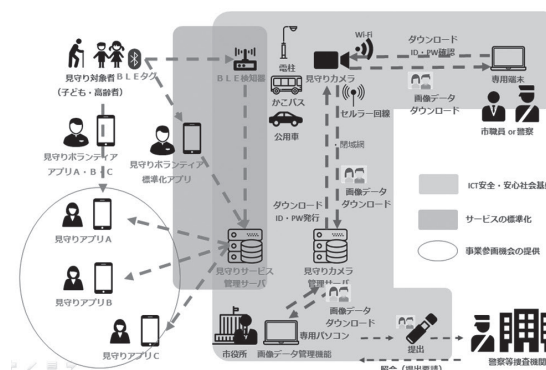 Wi-Fi
ダウンロード
ID・PW確認
電柱
見守り対象者
BLEタグ
(子ども・高齢者)
BLE検知器
見守りカメラ
専用端末
かこバス
公用車
セルラー回線
画像データ
ダウンロード
市職員 or 警察
・閉域網
見守りボランティア
アプリA・B・C
見守りボランティア
標準化アプリ
画像データ
ダウンロード
ICT安全・安心社会基
ダウンロード
ID・PW発行
サービスの標準化
見守りアプリA
見守りサービス
管理サーバ
見守りカメラ
管理サーバ
事業参画機会の提供
見守りアプリB
画像データ
ダウンロード
専用パソコン
見守りアプリC
市役所
画像データ管理機能
提出
警察等捜査機関
照会(提出要請)